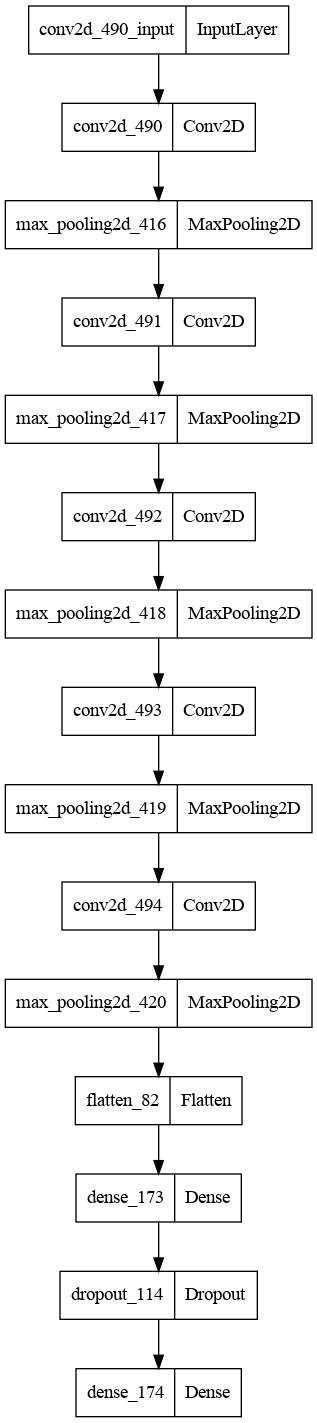 conv2d_490_input InputLayer
conv2d_490 Conv2D
max_pooling2d_416 MaxPooling2D
conv2d_491 Conv2D
max_pooling2d_417 MaxPooling2D
conv2d_492 Conv2D
max_pooling2d_418 MaxPooling2D
conv2d_493 Conv2D
max_pooling2d_419 MaxPooling2D
conv2d_494 Conv2D
max_pooling2d_420 MaxPooling2D
flatten_82 Flatten
dense_173 Dense
dropout_114 Dropout
dense_174 Dense